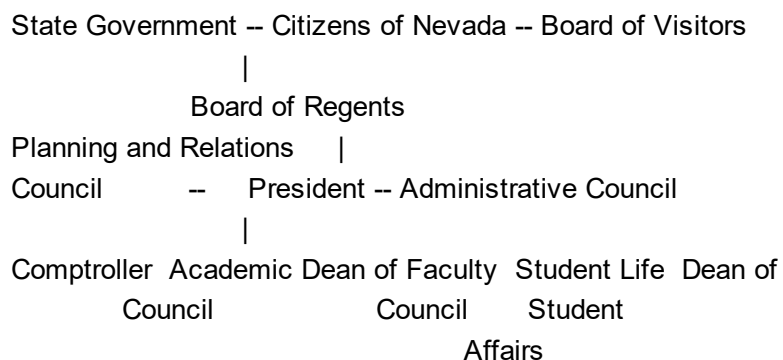 State Government -- Citizens of Nevada -- Board of Visitors
|
Board of Regents
Planning and Relations |
Council -- President -- Administrative Council
|
Comptroller Academic Dean of Faculty Student Life Dean of
Council Council Student
Affairs